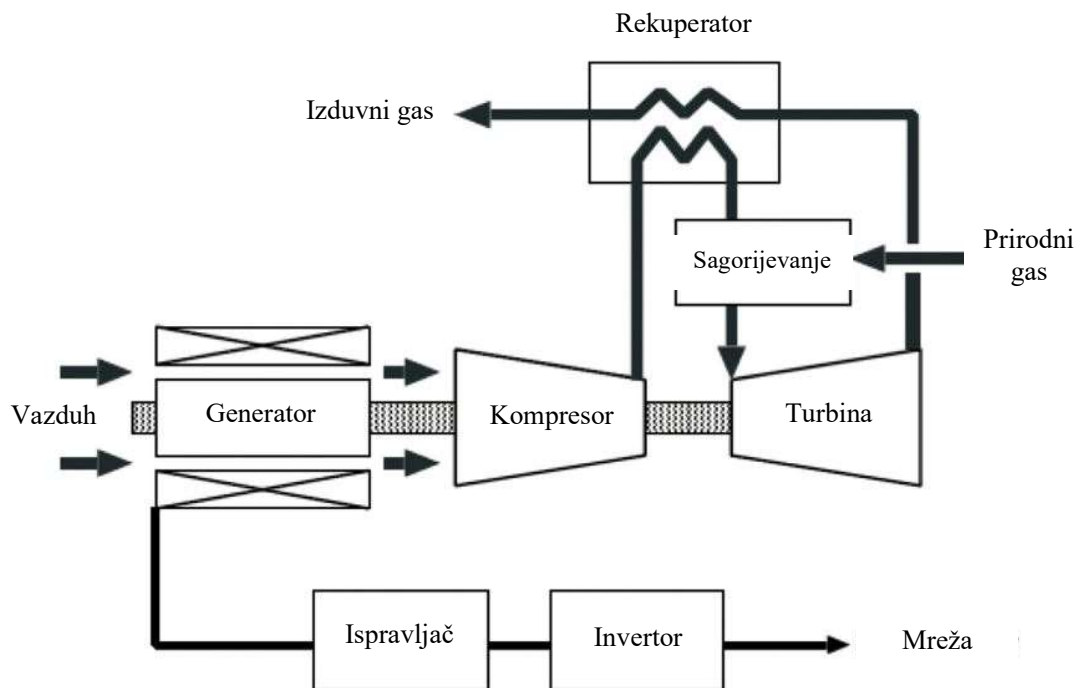 Rekuperator
Izduvni gas
Prirodni
gas
Sagorijevanje
Vazduh
Generator
Kompresor
Turbina
Ispravljač
Invertor
Mreža